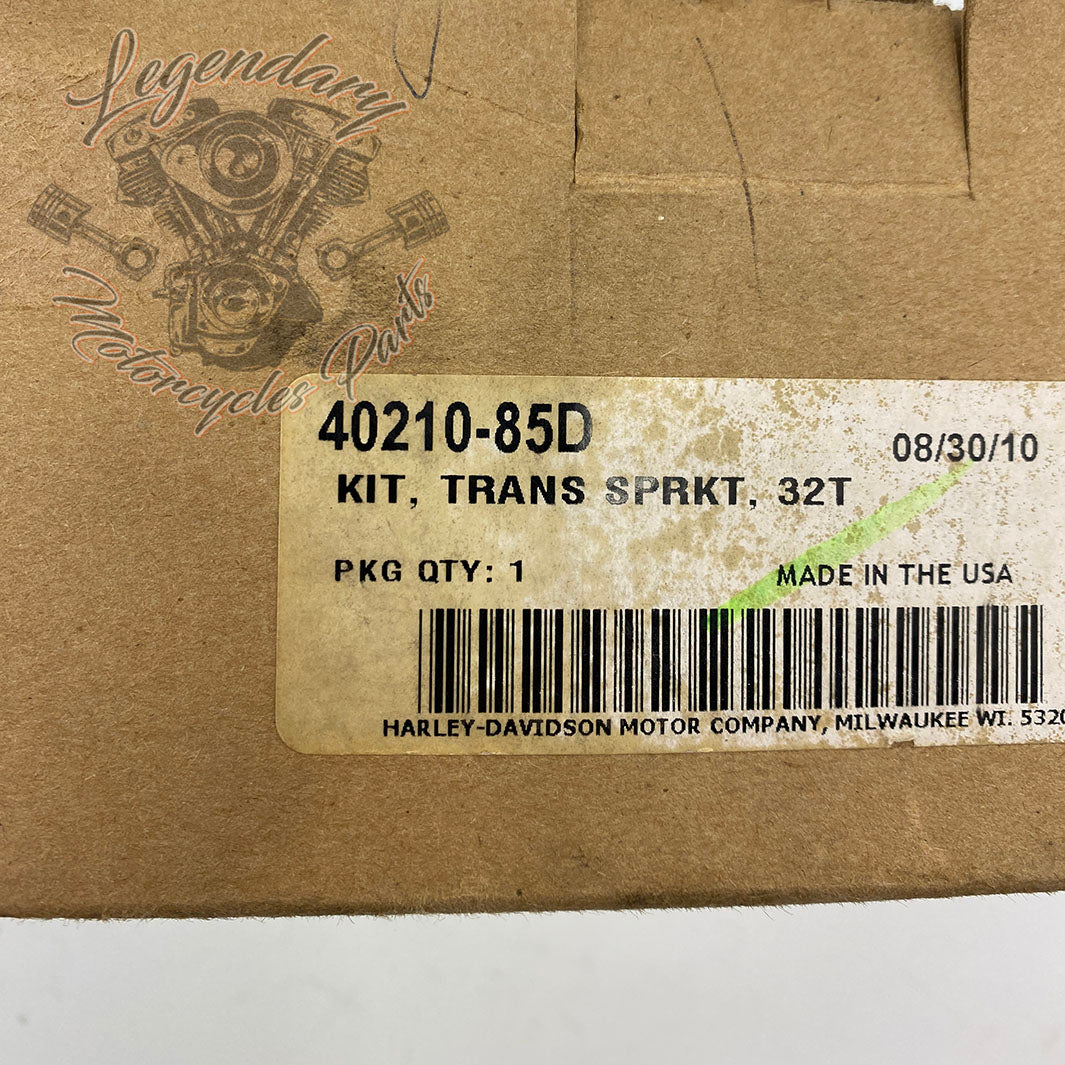 Legendary
Motorcycles Parts
40210-85D
08/30/10
KIT, TRANS SPRKT, 32T
PKG QTY: 1
MADE IN THE USA
HARLEY-DAVIDSON MOTOR COMPANY, MILWAUKEE WI. 5320